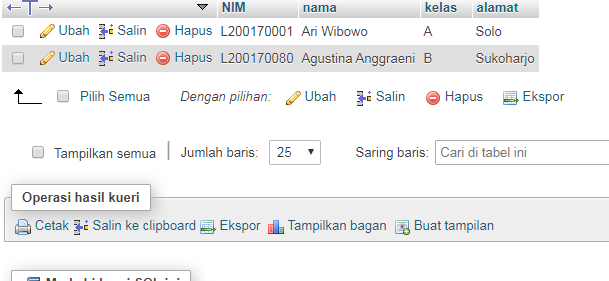 NIM nama kelas alamat
Ubah Salin Hapus L200170001 Ari Wibowo A Solo
Ubah Salin Hapus L200170080 Agustina Anggraeni B Sukoharjo
Pilih Semua Dengan pilihan: Ubah Salin Hapus Ekspor
Tampilkan semua Jumlah baris: 25 Saring baris: Cari di tabel ini
Operasi hasil kueri
Cetak Salin ke clipboard Ekspor Tampilkan bagan Buat tampilan